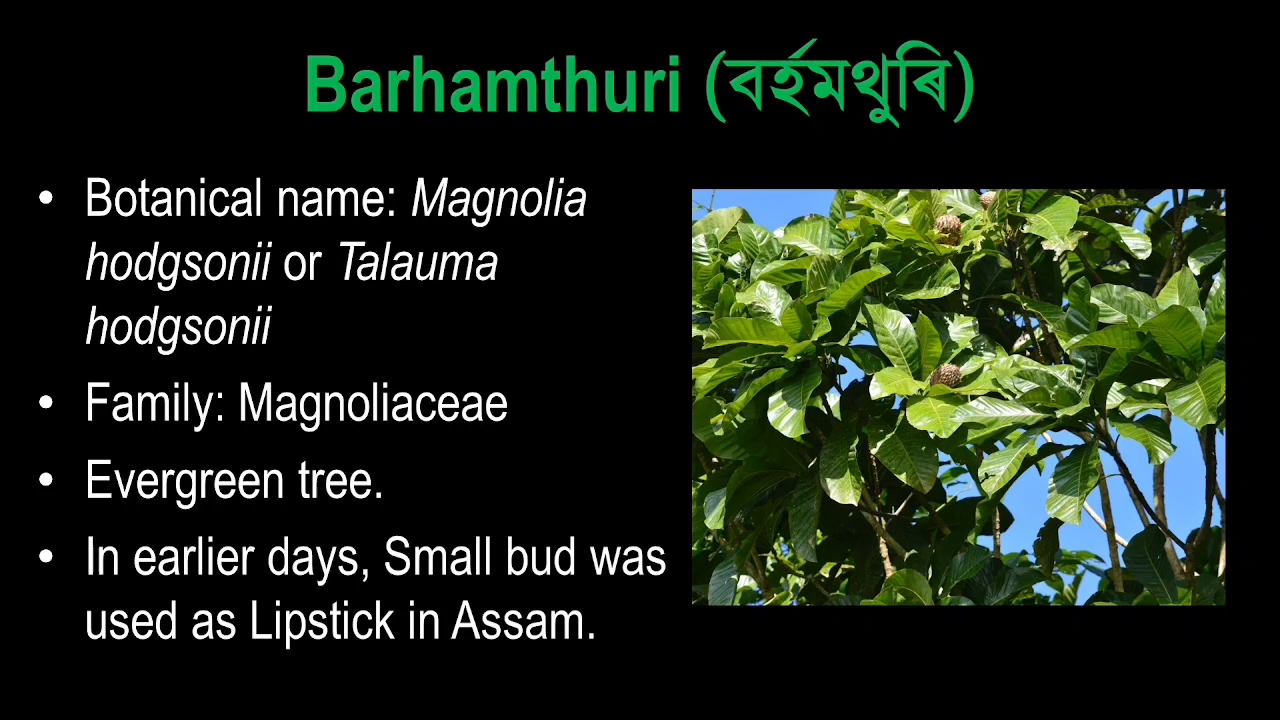 Barhamthuri (বৰ্হমথুৰি)
• Botanical name: Magnolia
hodgsonii or Talauma
hodgsonii
• Family: Magnoliaceae
• Evergreen tree.
• In earlier days, Small bud was
used as Lipstick in Assam.